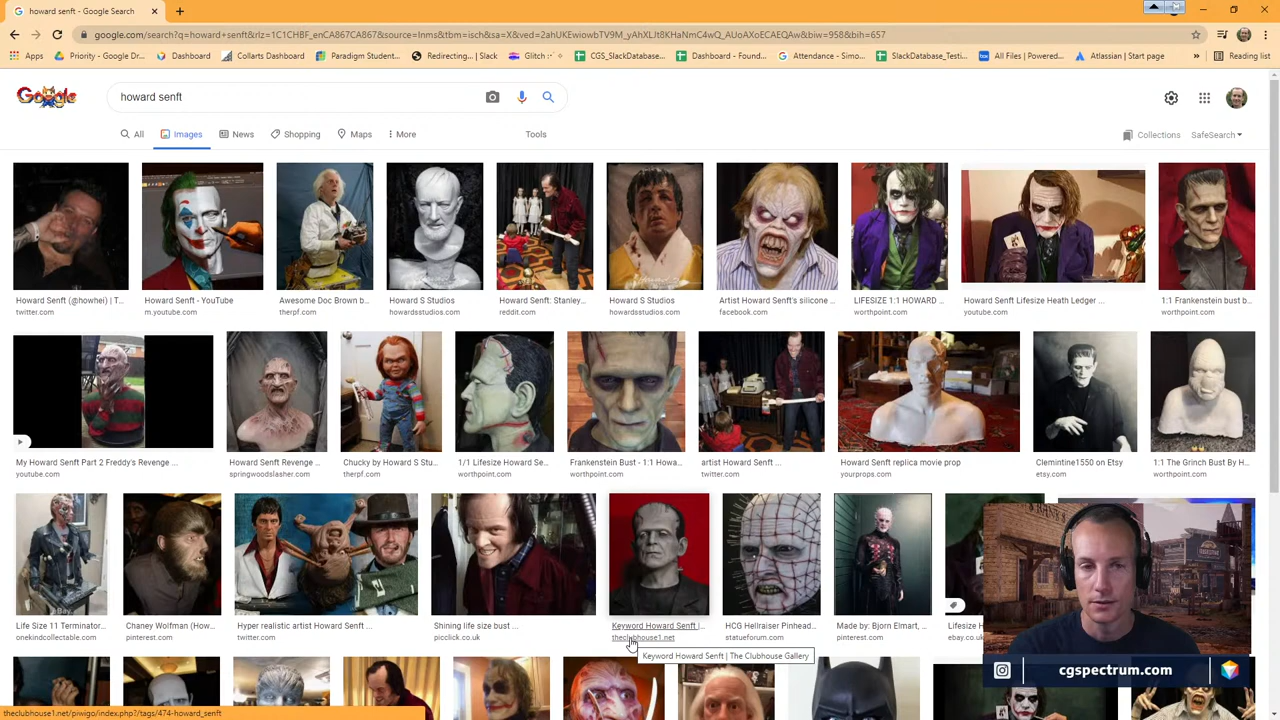 howard senft
google.com/search?q=howard+senft&rlz=1C1CHBF_enCA867CA867&source=lnms&tbm=isch&sa=X&ved=2ahUKEwiowbTV9M_yAhXLIt8KHaNmC4wQ_AUoAXoECAEQAw&biw=958&bih=657
Apps Priority - Google Sear... Dashboard Collarts Dashboard Paradigm Student... Redirecting... | Slack Glitch :・ CGS_SlackDatabase... Dashboard - Found... Attendance - Simo... SlackDatabase_Testi... All Files | Powered... Atlassian | Start page » Reading list
Google howard senft
All Images News Shopping Maps More Tools Collections SafeSearch
Howard Senft (@howhei) | T... Howard Senft - YouTube Awesome Doc Brown b... Howard S Studios Howard Senft: Stanley... Howard S Studios Artist Howard Senft's silicone ... LIFESIZE 1:1 HOWARD ... Howard Senft Lifesize Heath Ledger ... 1:1 Frankenstein bust b...
twitter.com m.youtube.com therpf.com howardsstudios.com reddit.com howardsstudios.com facebook.com worthpoint.com youtube.com worthpoint.com
My Howard Senft Part 2 Freddy's Revenge ... Howard Senft Revenge ... Chucky by Howard S Stu... 1/1 Lifesize Howard Se... Frankenstein Bust - 1:1 Howa... artist Howard Senft ... Howard Senft replica movie prop Clemintine1550 on Etsy 1:1 The Grinch Bust By H...
youtube.com springwoodslasher.com therpf.com worthpoint.com worthpoint.com twitter.com yourprops.com etsy.com worthpoint.com
Life Size 11 Terminator... Chaney Wolfman (How... Hyper realistic artist Howard Senft ... Shining life size bust ... Keyword Howard Senft |... HCG Hellraiser Pinhead... Made by: Bjorn Elmart, ... Lifesize H
onekindcollectable.com pinterest.com twitter.com picclick.co.uk theclubhouse1.net statueforum.com pinterest.com ebay.co.uk
Keyword Howard Senft | The Clubhouse Gallery
cgspectrum.com
theclubhouse1.net/piwigo/index.php?/tags/474-howard_senft